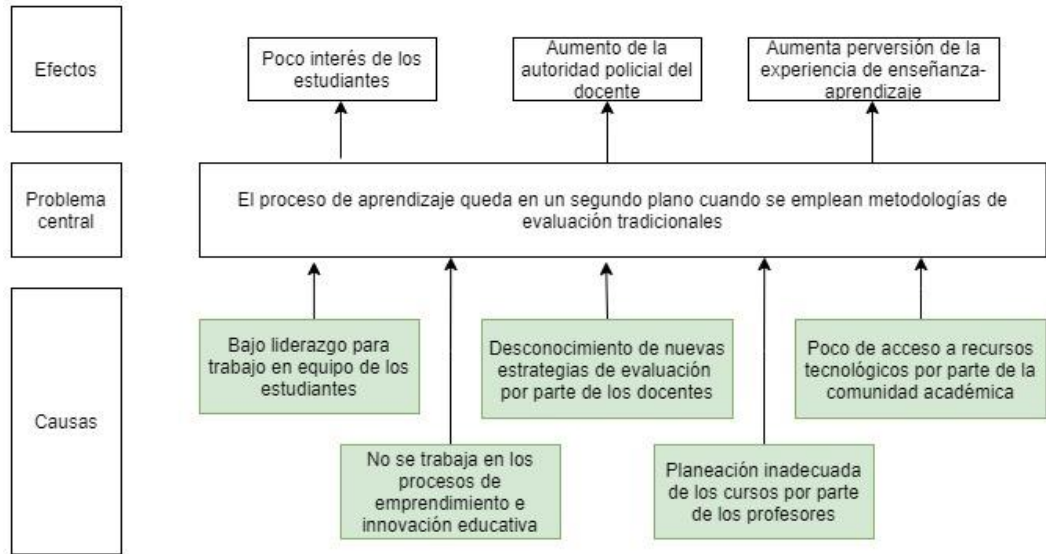 Efectos
Poco interés de los
estudiantes
Aumento de la
autoridad policial del
docente
Aumenta perversión de la
experiencia de enseñanza-
aprendizaje
Problema
central
El proceso de aprendizaje queda en un segundo plano cuando se emplean metodologías de
evaluación tradicionales
Causas
Bajo liderazgo para
trabajo en equipo de los
estudiantes
Desconocimiento de nuevas
estrategias de evaluación
por parte de los docentes
Poco de acceso a recursos
tecnológicos por parte de la
comunidad académica
No se trabaja en los
procesos de
emprendimiento e
innovación educativa
Planeación inadecuada
de los cursos por parte
de los profesores